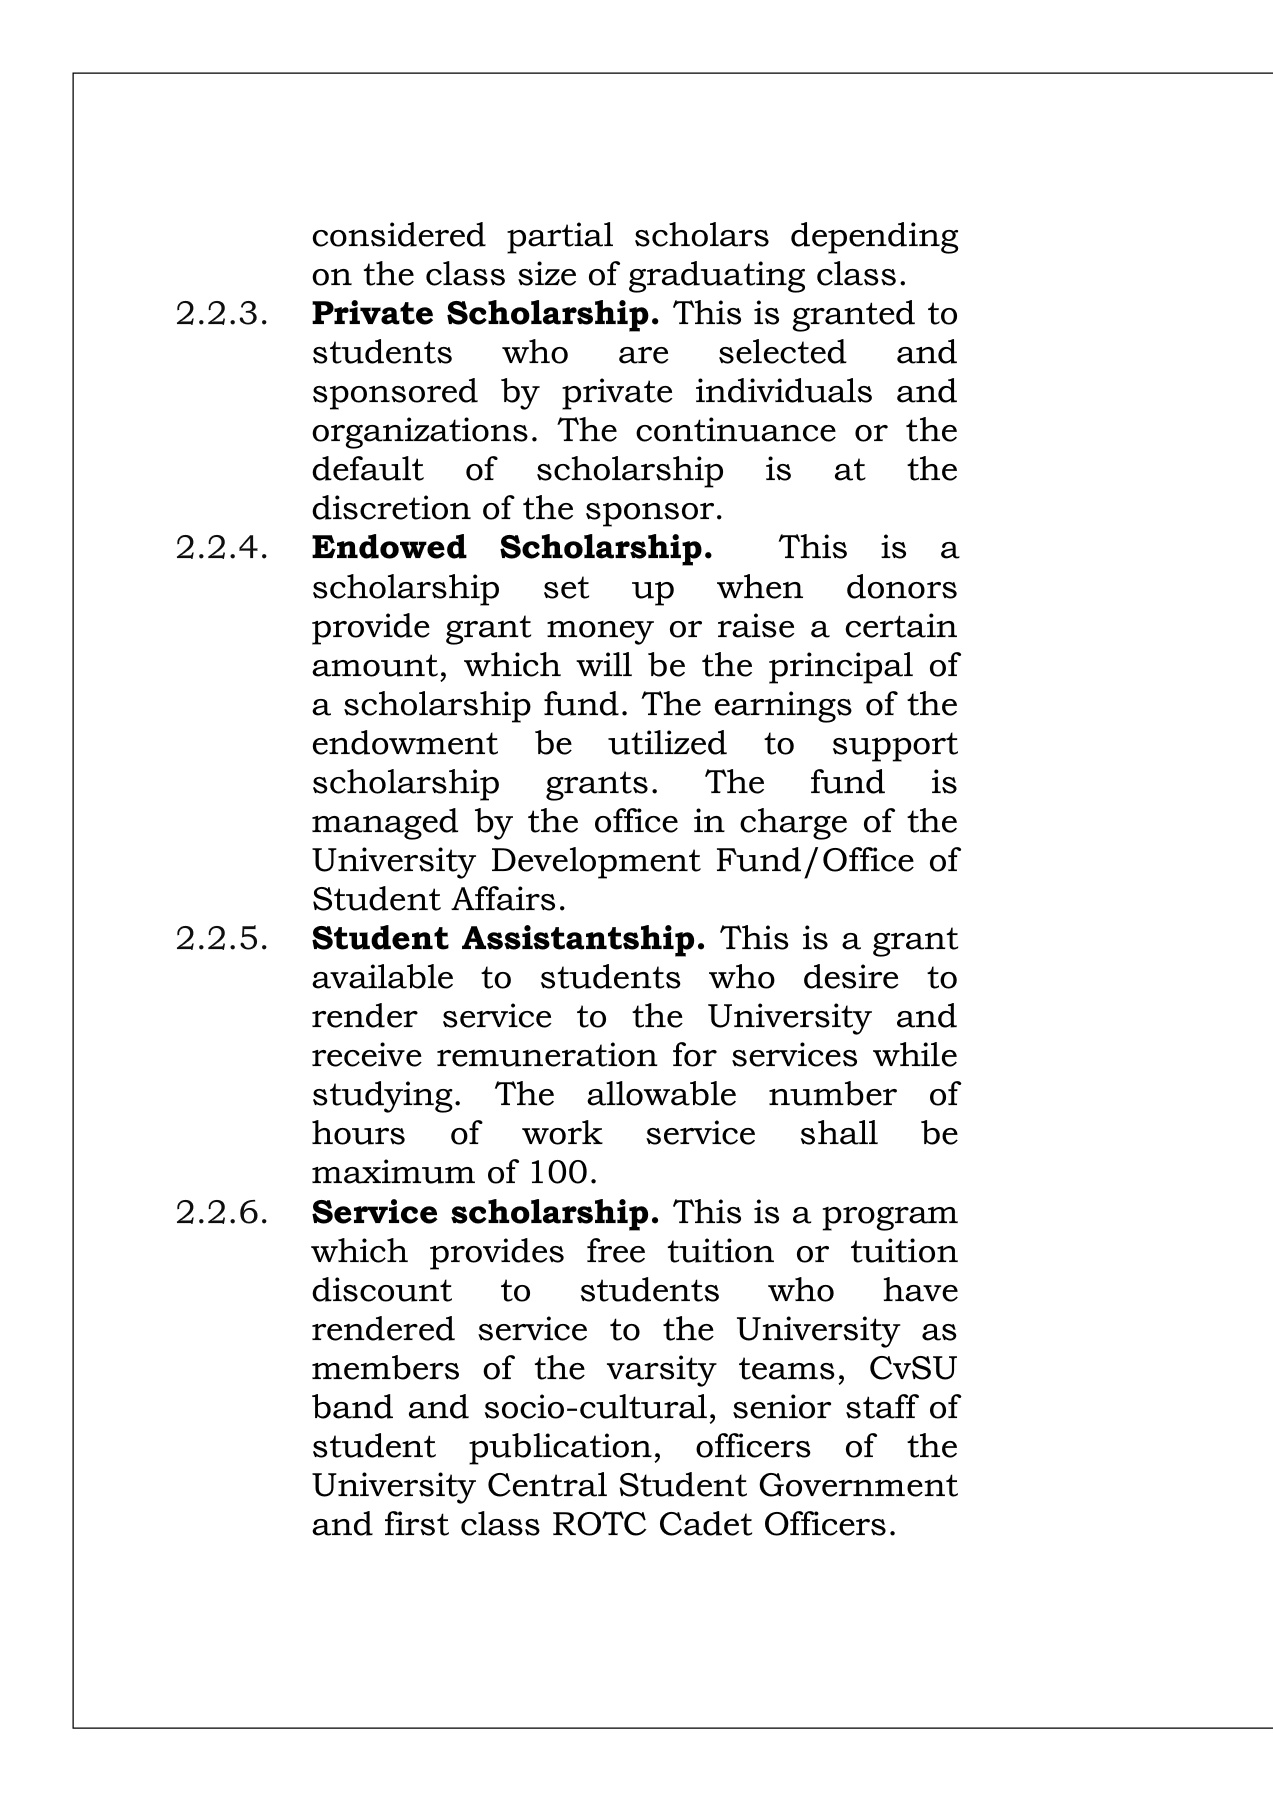 considered partial scholars depending
on the class size of graduating class.
2.2.3. Private Scholarship. This is granted to
students who are selected and
sponsored by private individuals and
organizations. The continuance or the
default of scholarship is at the
discretion of the sponsor.
2.2.4. Endowed Scholarship. This is a
scholarship set up when donors
provide grant money or raise a certain
amount, which will be the principal of
a scholarship fund. The earnings of the
endowment be utilized to support
scholarship grants. The fund is
managed by the office in charge of the
University Development Fund/Office of
Student Affairs.
2.2.5. Student Assistantship. This is a grant
available to students who desire to
render service to the University and
receive remuneration for services while
studying. The allowable number of
hours of work service shall be
maximum of 100.
2.2.6. Service scholarship. This is a program
which provides free tuition or tuition
discount to students who have
rendered service to the University as
members of the varsity teams, CvSU
band and socio-cultural, senior staff of
student publication, officers of the
University Central Student Government
and first class ROTC Cadet Officers.